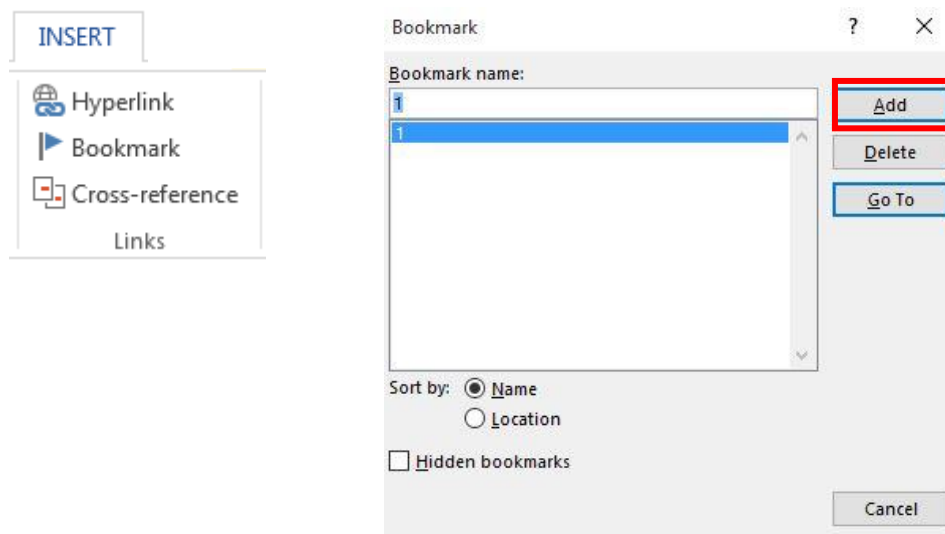 INSERT
Hyperlink
Bookmark
Cross-reference
Links
Bookmark ? ×
Bookmark name:
1
1
Add
Delete
Go To
Sort by: Name
Location
Hidden bookmarks
Cancel